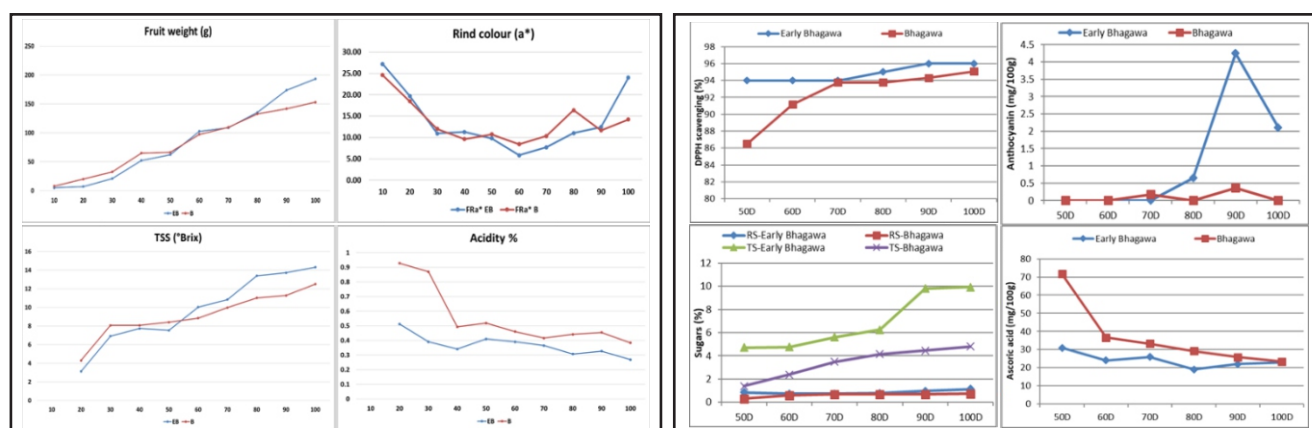 Fruit weight (g)
250
200
150
100
50
0
10 20 30 40 50 60 70 80 90 100
EB B
Rind colour (a*)
30.00
25.00
20.00
15.00
10.00
5.00
0.00
10 20 30 40 50 60 70 80 90 100
FRa* EB FRa* B
TSS (°Brix)
16
14
12
10
8
6
4
2
0
10 20 30 40 50 60 70 80 90 100
EB B
Acidity %
1
0.9
0.8
0.7
0.6
0.5
0.4
0.3
0.2
0.1
0
10 20 30 40 50 60 70 80 90 100
EB B
Early Bhagawa Bhagawa
DPPH scavenging (%)
98
96
94
92
90
88
86
84
82
80
50D 60D 70D 80D 90D 100D
Early Bhagawa Bhagawa
Anthocyanin (mg/100g)
4.5
4
3.5
3
2.5
2
1.5
1
0.5
0
50D 60D 70D 80D 90D 100D
RS-Early Bhagawa RS-Bhagawa
TS-Early Bhagawa TS-Bhagawa
Sugars (%)
12
10
8
6
4
2
0
50D 60D 70D 80D 90D 100D
Early Bhagawa Bhagawa
Ascoric acid (mg/100g)
80
70
60
50
40
30
20
10
0
50D 60D 70D 80D 90D 100D